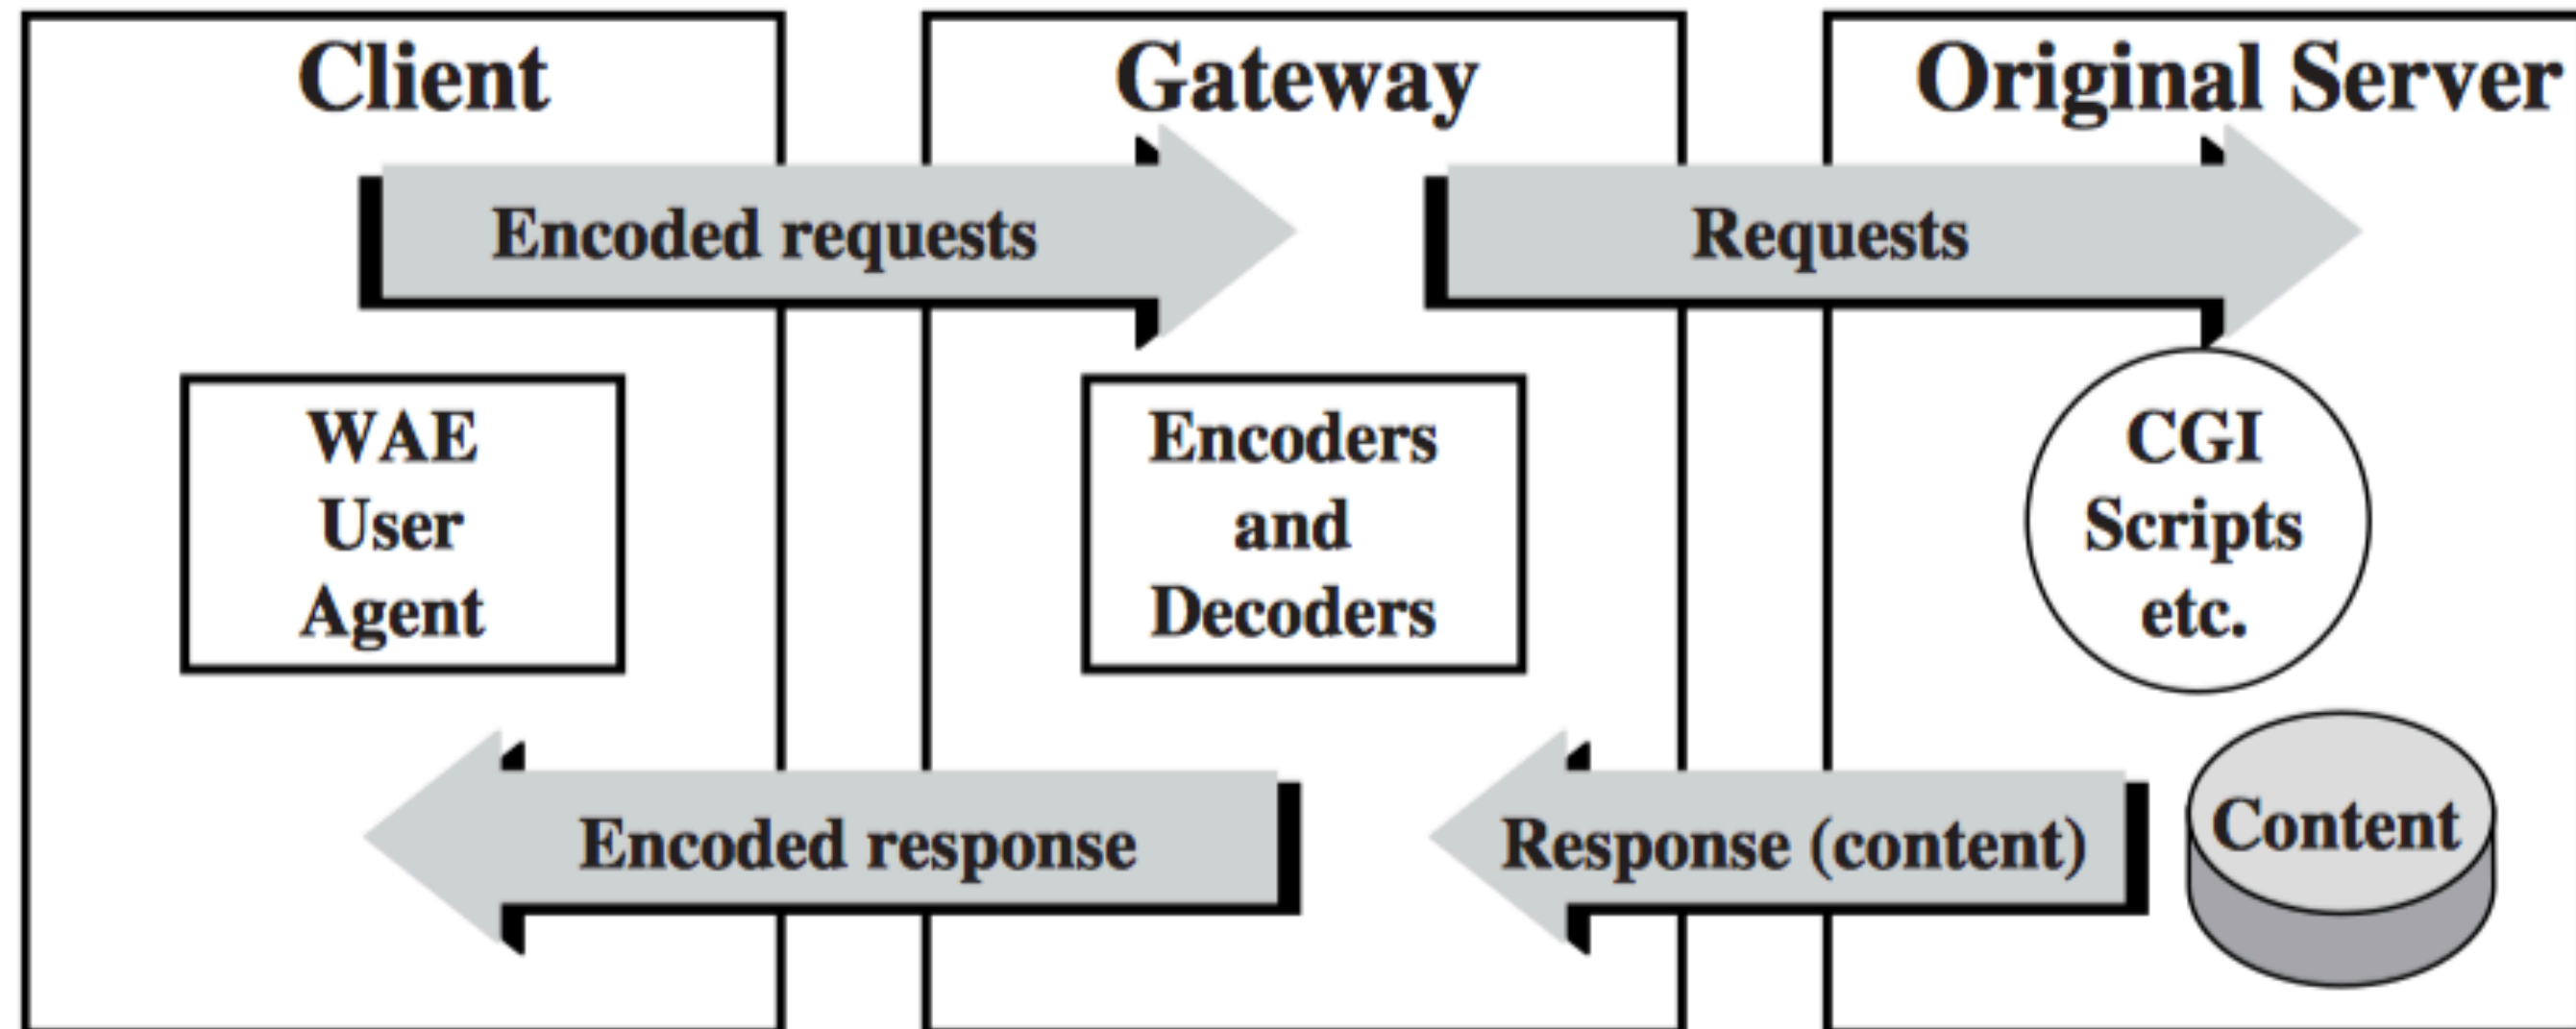 Client
Gateway
Original Server
Encoded requests
Requests
WAE
User
Agent
Encoders
and
Decoders
CGI
Scripts
etc.
Encoded response
Response (content)
Content